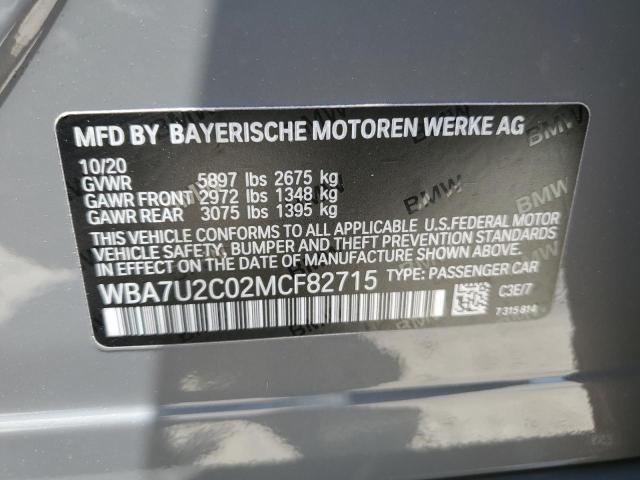 MFD BY BAYERISCHE MOTOREN WERKE AG
10/20
GVWR 5897 lbs 2675 kg
GAWR FRONT 2972 lbs 1348 kg
GAWR REAR 3075 lbs 1395 kg
THIS VEHICLE CONFORMS TO ALL APPLICABLE U.S.FEDERAL MOTOR
VEHICLE SAFETY, BUMPER AND THEFT PREVENTION STANDARDS
IN EFFECT ON THE DATE OF MANUFACTURE SHOWN ABOVE.
WBA7U2C02MCF82715 TYPE: PASSENGER CAR
C3E/7
7 315 814